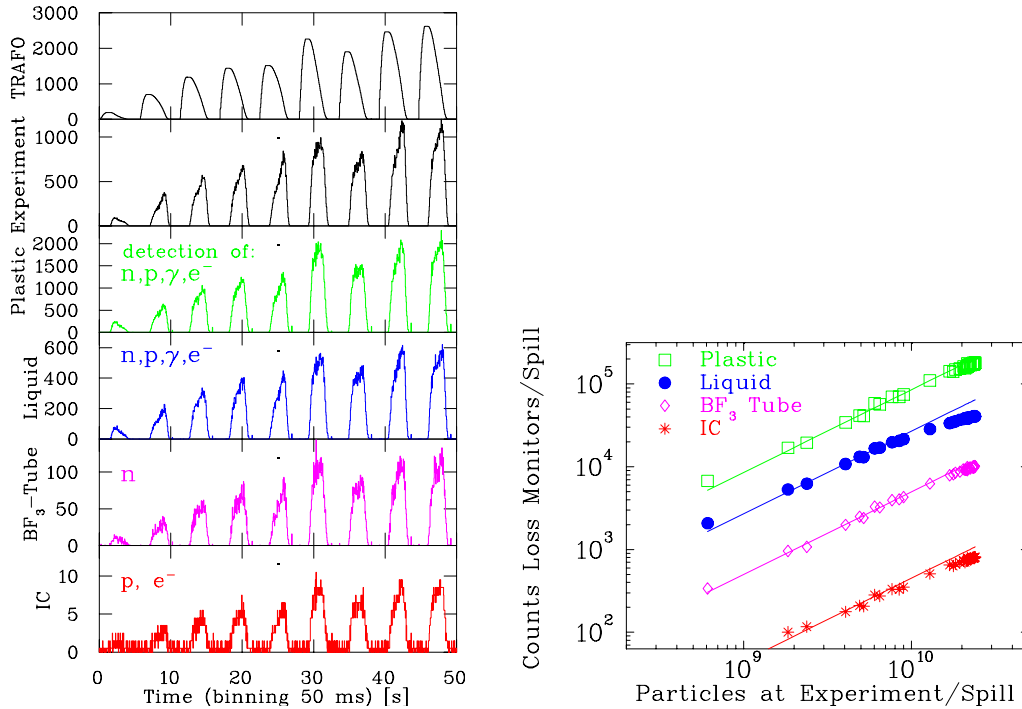 TRAFO
3000
2000
1000
0
Experiment
1000
500
0
Plastic
2000
1500
1000
500
0
detection of:
n,p,γ,e⁻
Liquid
600
400
200
0
n,p,γ,e⁻
BF₃-Tube
100
50
0
n
IC
10
5
0
p, e⁻
0 10 20 30 40 50
Time (binning 50 ms) [s]
Counts Loss Monitors/Spill
10⁵
10⁴
10³
10²
Plastic
Liquid
BF₃ Tube
IC
10⁹ 10¹⁰
Particles at Experiment/Spill